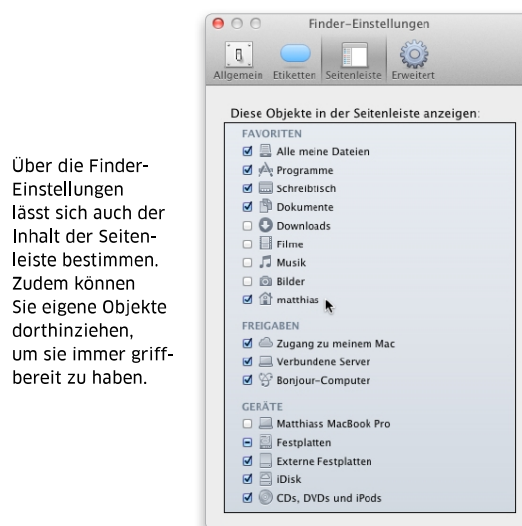 Über die Finder-
Einstellungen
lässt sich auch der
Inhalt der Seiten-
leiste bestimmen.
Zudem können
Sie eigene Objekte
dorthinziehen,
um sie immer griff-
bereit zu haben.
Finder-Einstellungen
Allgemein Etiketten Seitenleiste Erweitert
Diese Objekte in der Seitenleiste anzeigen:
FAVORITEN
Alle meine Dateien
Programme
Schreibtisch
Dokumente
Downloads
Filme
Musik
Bilder
matthias
FREIGABEN
Zugang zu meinem Mac
Verbundene Server
Bonjour-Computer
GERÄTE
Matthiass MacBook Pro
Festplatten
Externe Festplatten
iDisk
CDs, DVDs und iPods